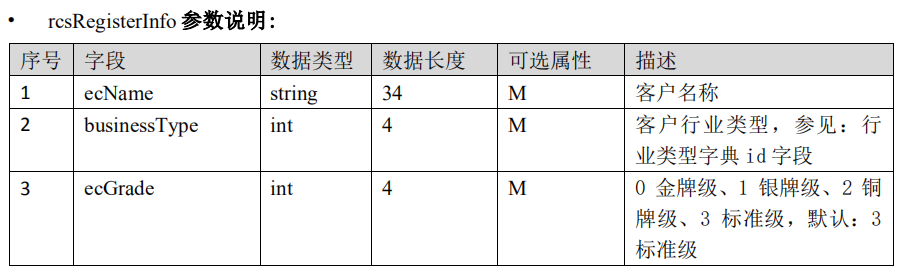 • rcsRegisterInfo 参数说明:
序号 字段 数据类型 数据长度 可选属性 描述
1 ecName string 34 M 客户名称
2 businessType int 4 M 客户行业类型，参见：行
业类型字典 id 字段
3 ecGrade int 4 M 0 金牌级、1 银牌级、2 铜
牌级、3 标准级，默认：3
标准级